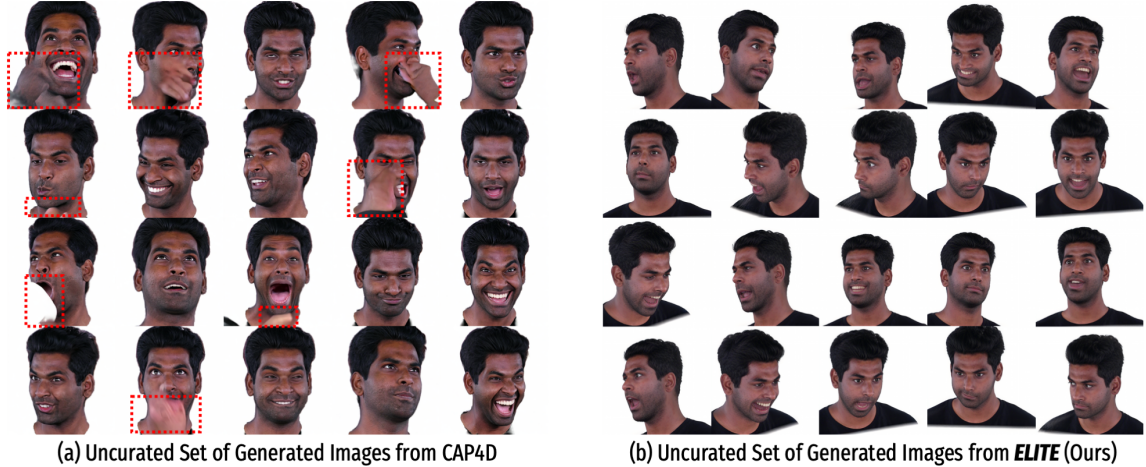 (a) Uncurated Set of Generated Images from CAP4D
(b) Uncurated Set of Generated Images from ELITE (Ours)